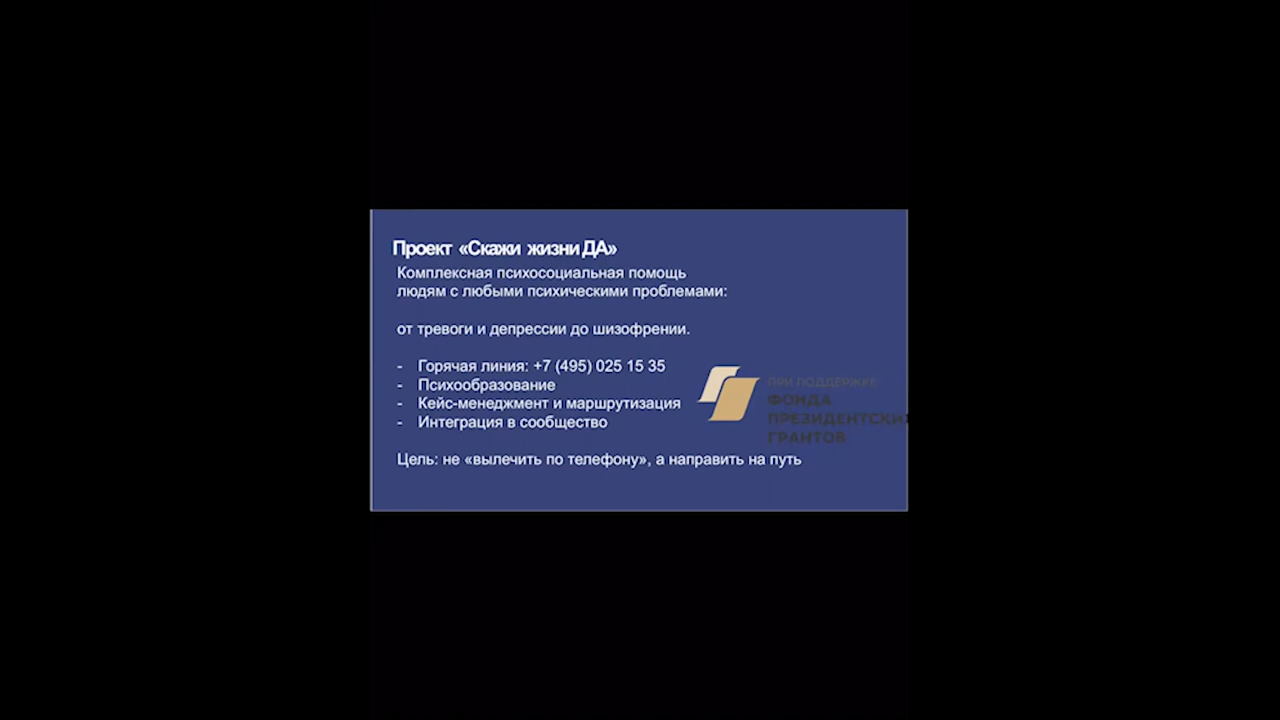 Проект «Скажи жизни ДА»
Комплексная психосоциальная помощь
людям с любыми психическими проблемами:
от тревоги и депрессии до шизофрении.
- Горячая линия: +7 (495) 025 15 35
- Психообразование
- Кейс-менеджмент и маршрутизация
- Интеграция в сообщество
ПРИ ПОДДЕРЖКЕ
ФОНДА
ПРЕЗИДЕНТСКИ
ГРАНТОВ
Цель: не «вылечить по телефону», а направить на путь